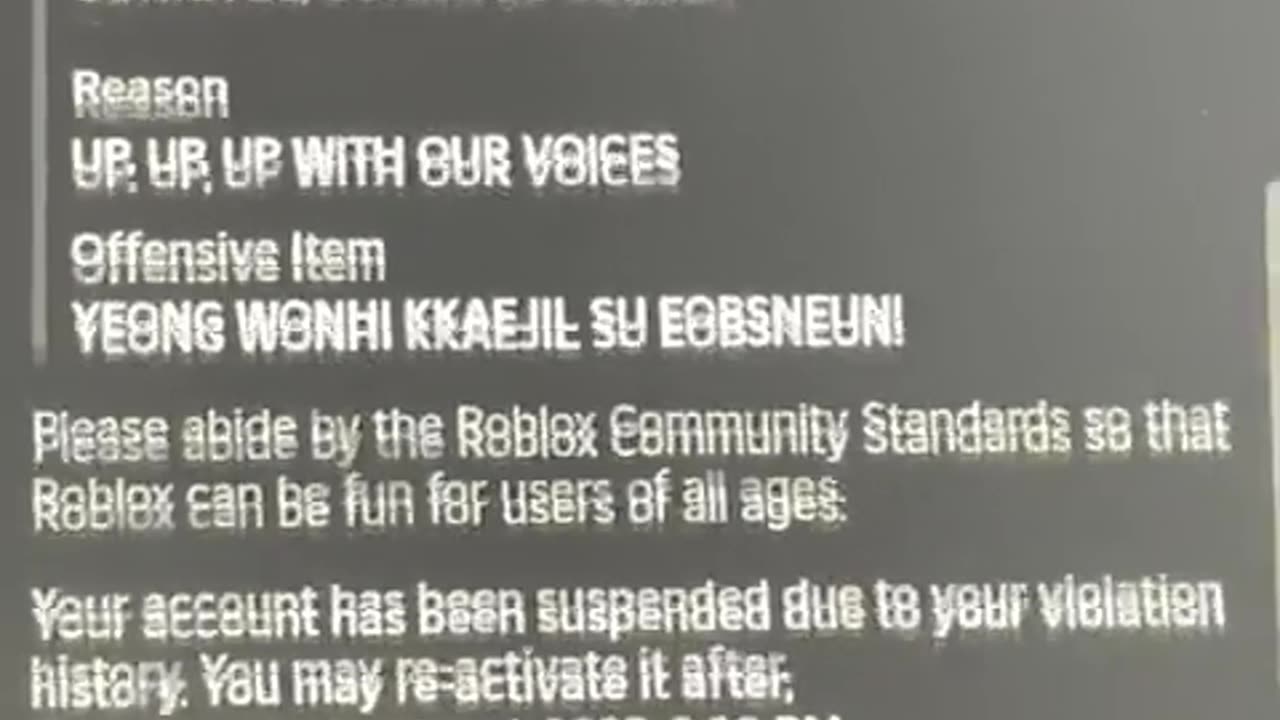 Reason
UP, UP, UP WITH OUR VOICES
Offensive Item
YEONG WONHI KKAEJIL SU EOBSNEUN!
Please abide by the Roblox Community Standards so that
Roblox can be fun for users of all ages.
Your account has been suspended due to your violation
history. You may re-activate it after,